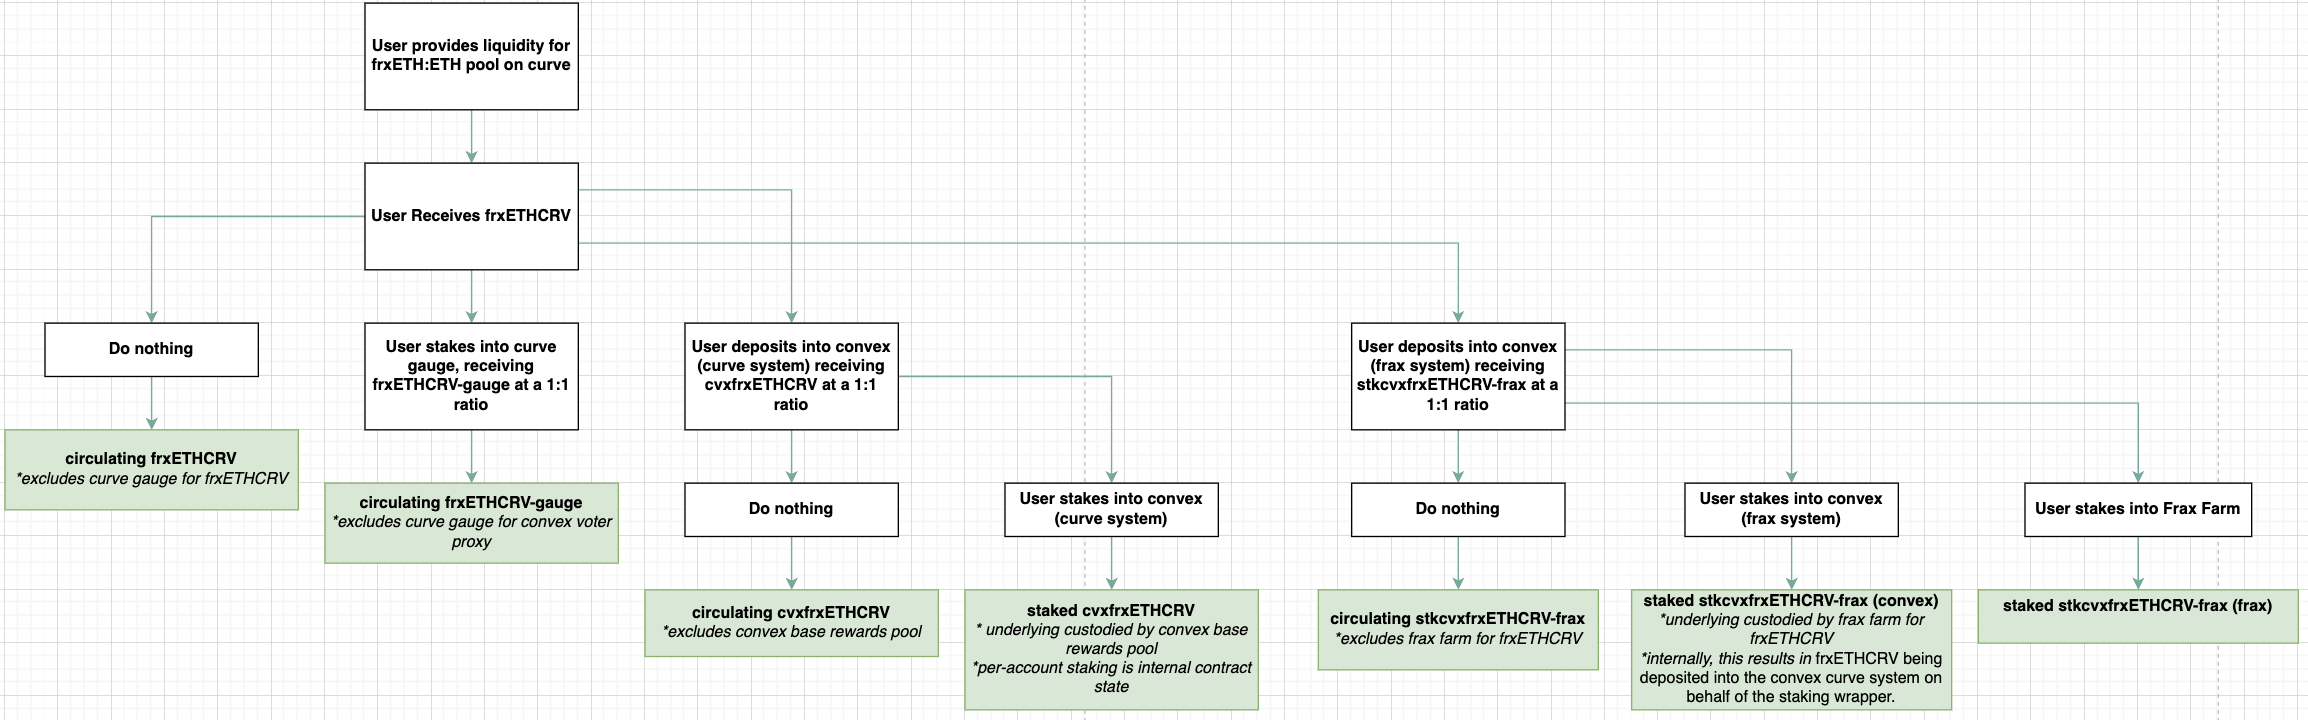 User provides liquidity for
frxETH:ETH pool on curve
User Receives frxETHCRV
Do nothing
circulating frxETHCRV
*excludes curve gauge for frxETHCRV
User stakes into curve
gauge, receiving
frxETHCRV-gauge at a 1:1
ratio
circulating frxETHCRV-gauge
*excludes curve gauge for convex voter
proxy
User deposits into convex
(curve system) receiving
cvxfrxETHCRV at a 1:1
ratio
Do nothing
circulating cvxfrxETHCRV
*excludes convex base rewards pool
User stakes into convex
(curve system)
staked cvxfrxETHCRV
* underlying custodied by convex base
rewards pool
*per-account staking is internal contract
state
User deposits into convex
(frax system) receiving
stkcvxfrxETHCRV-frax at a
1:1 ratio
Do nothing
circulating stkcvxfrxETHCRV-frax
*excludes frax farm for frxETHCRV
User stakes into convex
(frax system)
staked stkcvxfrxETHCRV-frax (convex)
*underlying custodied by frax farm for
frxETHCRV
*internally, this results in frxETHCRV being
deposited into the convex curve system on
behalf of the staking wrapper.
User stakes into Frax Farm
staked stkcvxfrxETHCRV-frax (frax)